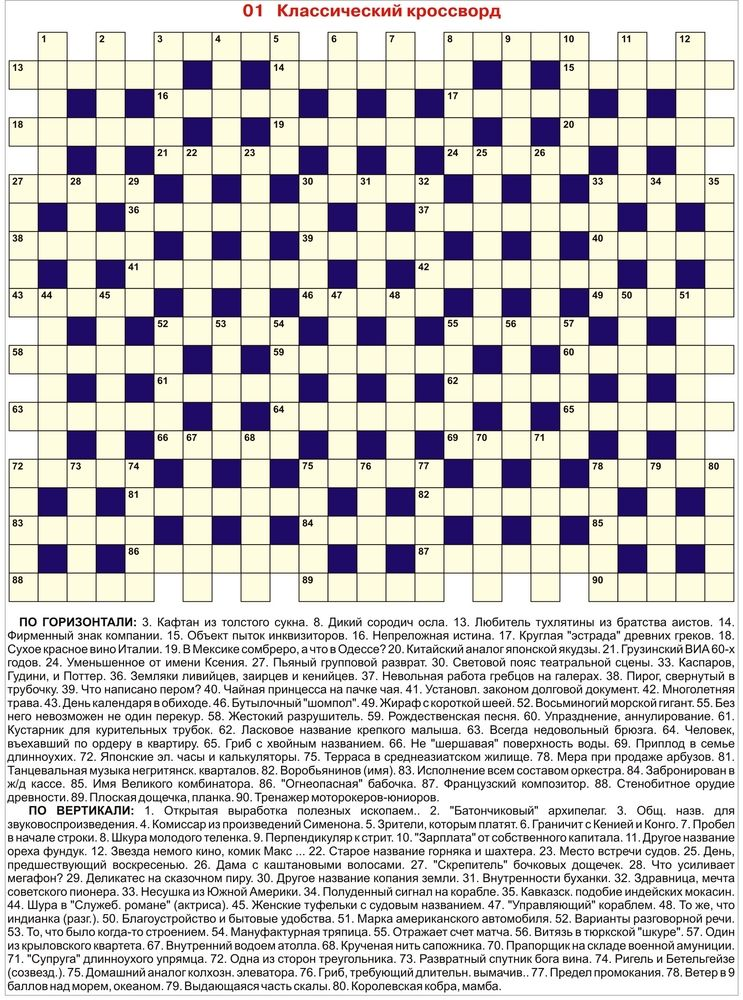 01 Классический кроссворд
1 2 3 4 5 6 7 8 9 10 11 12
13 14 15
16 17
18 19 20
21 22 23 24 25 26
27 28 29 30 31 32 33 34 35
36 37
38 39 40
41 42
43 44 45 46 47 48 49 50 51
52 53 54 55 56 57
58 59 60
61 62
63 64 65
66 67 68 69 70 71
72 73 74 75 76 77 78 79 80
81 82
83 84 85
86 87
88 89 90
ПО ГОРИЗОНТАЛИ: 3. Кафтан из толстого сукна. 8. Дикий сородич осла. 13. Любитель тухлятины из братства аистов. 14.
Фирменный знак компании. 15. Объект пыток инквизиторов. 16. Непреложная истина. 17. Круглая "эстрада" древних греков. 18.
Сухое красное вино Италии. 19. В Мексике сомбреро, а что в Одессе? 20. Китайский аналог японской якудзы. 21. Грузинский ВИА 60-х
годов. 24. Уменьшенное от имени Ксения. 27. Пьяный групповой разврат. 30. Световой пояс театральной сцены. 33. Каспаров,
Гудини, и Поттер. 36. Земляки ливийцев, заирцев и кенийцев. 37. Невольная работа гребцов на галерах. 38. Пирог, свернутый в
трубочку. 39. Что написано пером? 40. Чайная принцесса на пачке чая. 41. Установл. законом долговой документ. 42. Многолетняя
трава. 43. День календаря в обиходе. 46. Бутылочный "шомпол". 49. Жираф с короткой шеей. 52. Восьминогий морской гигант. 55. Без
него невозможен не один перекур. 58. Жестокий разрушитель. 59. Рождественская песня. 60. Упразднение, аннулирование. 61.
Кустарник для курительных трубок. 62. Ласковое название крепкого малыша. 63. Всегда недовольный брюзга. 64. Человек,
въехавший по ордеру в квартиру. 65. Гриб с хвойным названием. 66. Не "шершавая" поверхность воды. 69. Приплод в семье
длинноухих. 72. Японские эл. часы и калькуляторы. 75. Терраса в среднеазиатском жилище. 78. Мера при продаже арбузов. 81.
Танцевальная музыка негритянск. кварталов. 82. Воробьянинов (имя). 83. Исполнение всем составом оркестра. 84. Забронирован в
ж/д кассе. 85. Имя Великого комбинатора. 86. "Огнеопасная" бабочка. 87. Французский композитор. 88. Стенобитное орудие
древности. 89. Плоская дощечка, планка. 90. Тренажер моторокеров-юниоров.
ПО ВЕРТИКАЛИ: 1. Открытая выработка полезных ископаем.. 2. "Батончиковый" архипелаг. 3. Общ. назв. для
звуковоспроизведения. 4. Комиссар из произведений Сименона. 5. Зрители, которым платят. 6. Граничит с Кенией и Конго. 7. Пробел
в начале строки. 8. Шкура молодого теленка. 9. Перпендикуляр к стрит. 10. "Зарплата" от собственного капитала. 11. Другое название
ореха фундук. 12. Звезда немого кино, комик Макс ... 22. Старое название горняка и шахтера. 23. Место встречи судов. 25. День,
предшествующий воскресенью. 26. Дама с каштановыми волосами. 27. "Скрепитель" бочковых дощечек. 28. Что усиливает
мегафон? 29. Деликатес на сказочном пиру. 30. Другое название копания земли. 31. Внутренности буханки. 32. Здравница, мечта
советского пионера. 33. Несушка из Южной Америки. 34. Полуденный сигнал на корабле. 35. Кавказск. подобие индейских мокасин.
44. Шура в "Служеб. романе" (актриса). 45. Женские туфельки с судовым названием. 47. "Управляющий" кораблем. 48. То же, что
индианка (разг.). 50. Благоустройство и бытовые удобства. 51. Марка американского автомобиля. 52. Варианты разговорной речи.
53. То, что было когда-то строением. 54. Мануфактурная тряпица. 55. Отражает счет матча. 56. Витязь в тюркской "шкуре". 57. Один
из крыловского квартета. 67. Внутренний водоем атолла. 68. Крученая нить сапожника. 70. Прапорщик на складе военной амуниции.
71. "Супруга" длинноухого упрямца. 72. Одна из сторон треугольника. 73. Развратный спутник бога вина. 74. Ригель и Бетельгейзе
(созвезд.). 75. Домашний аналог колхозн. элеватора. 76. Гриб, требующий длительн. вымачив.. 77. Предел промокания. 78. Ветер в 9
баллов над морем, океаном. 79. Выдающаяся часть скалы. 80. Королевская кобра, мамба.